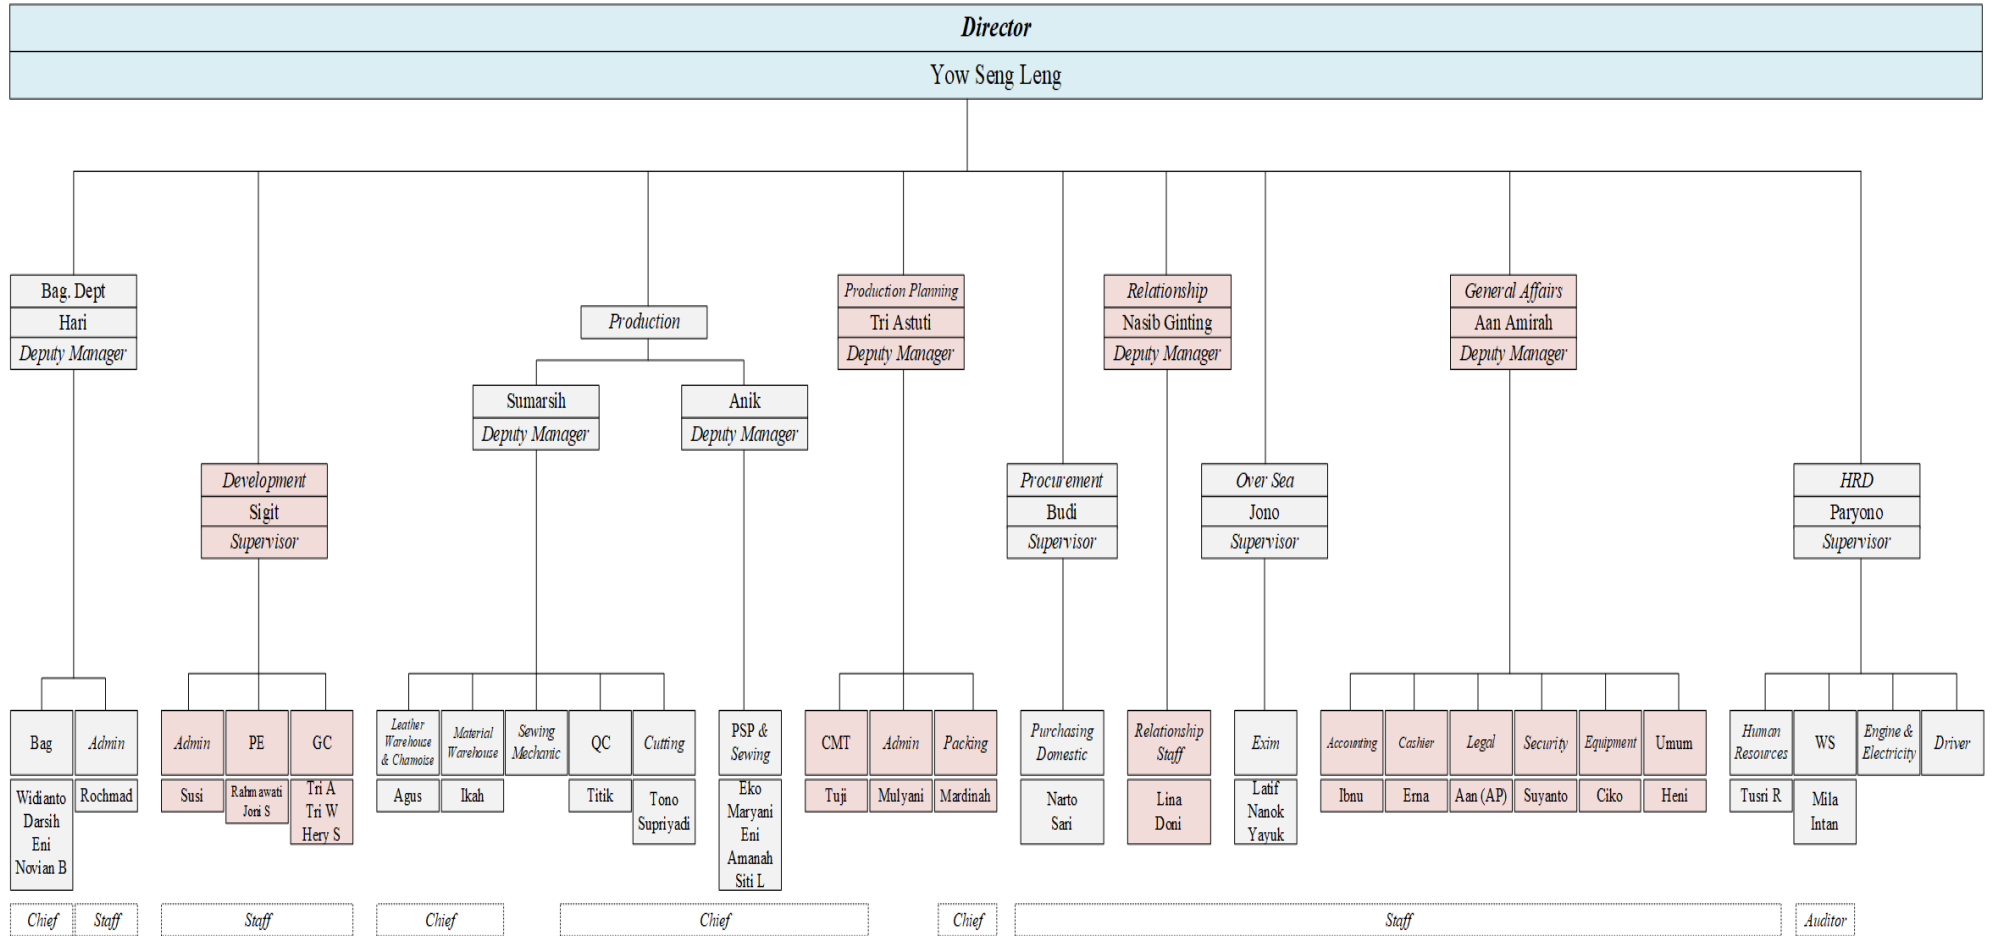 Director
Yow Seng Leng
Bag. Dept
Hari
Deputy Manager
Production
Production Planning
Tri Astuti
Deputy Manager
Relationship
Nasib Ginting
Deputy Manager
General Affairs
Aan Amirah
Deputy Manager
Sumarsih
Deputy Manager
Anik
Deputy Manager
Development
Sigit
Supervisor
Procurement
Budi
Supervisor
Over Sea
Jono
Supervisor
HRD
Paryono
Supervisor
Bag
Widianto
Darsih
Eni
Novian B
Admin
Rochmad
Admin
Susi
PE
Rahmawati
Joni S
GC
Tri A
Tri W
Hery S
Leather
Warehouse
& Chamoise
Agus
Material
Warehouse
Ikah
Sewing
Mechanic
QC
Titik
Cutting
Tono
Supriyadi
PSP &
Sewing
Eko
Maryani
Eni
Amanah
Siti L
CMT
Tuji
Admin
Mulyani
Packing
Mardinah
Purchasing
Domestic
Narto
Sari
Relationship
Staff
Lina
Doni
Exim
Latif
Nanok
Yayuk
Accounting
Ibnu
Cashier
Erna
Legal
Aan (AP)
Security
Suyanto
Equipment
Ciko
Umum
Heni
Human
Resources
Tusri R
WS
Mila
Intan
Engine &
Electricity
Driver
Chief
Staff
Staff
Chief
Chief
Chief
Staff
Auditor